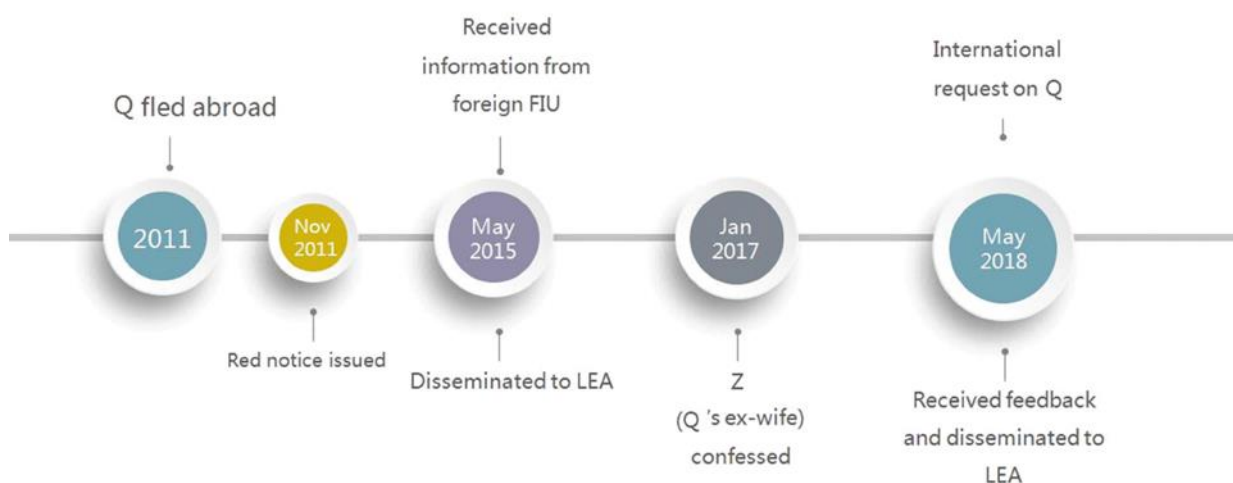 Q fled abroad
2011
Nov
2011
Red notice issued
Received
information from
foreign FIU
May
2015
Disseminated to LEA
Jan
2017
Z
(Q 's ex-wife)
confessed
International
request on Q
May
2018
Received feedback
and disseminated to
LEA